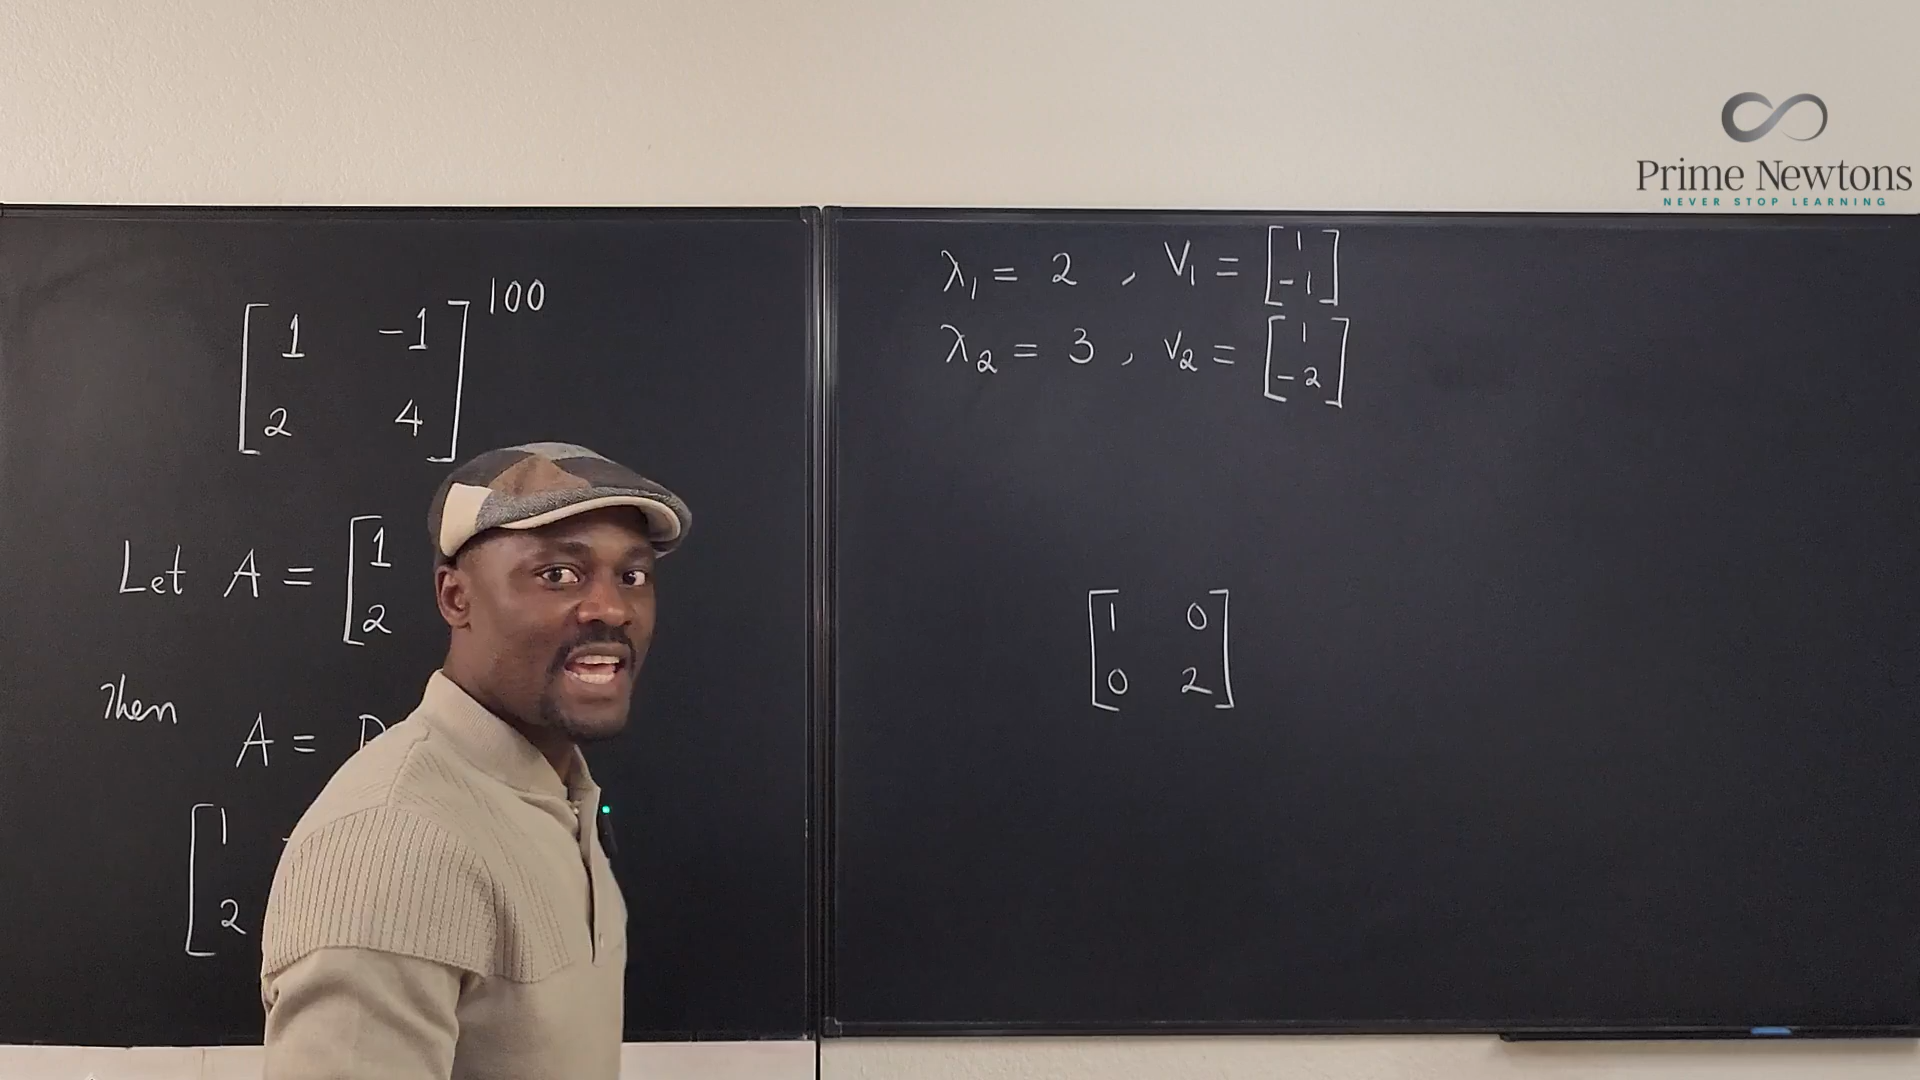 Prime Newtons
NEVER STOP LEARNING
[1 -1]^100
[2 4]
Let A = [1
[2
Then
A =
[1
[2
λ₁ = 2 , V₁ = [1]
[-1]
λ₂ = 3 , V₂ = [1]
[-2]
[1 0]
[0 2]